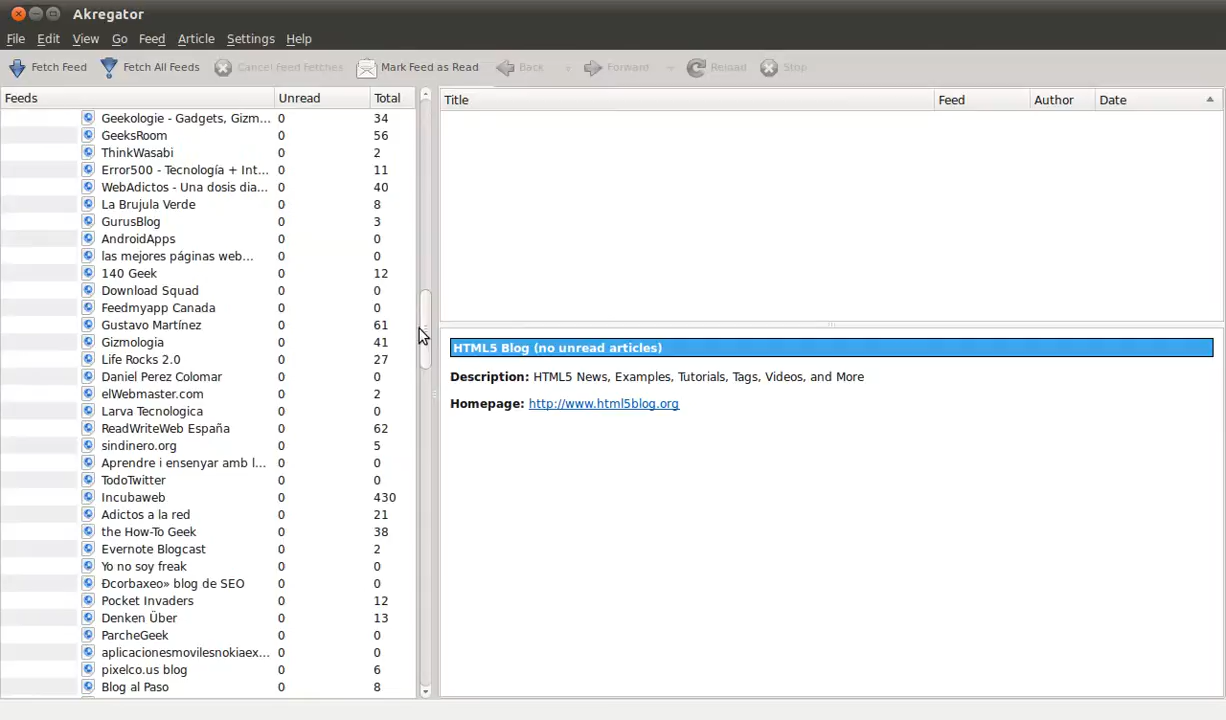 Akregator
File Edit View Go Feed Article Settings Help
Fetch Feed Fetch All Feeds Cancel Feed Fetches Mark Feed as Read Back Forward Reload Stop
Feeds Unread Total
Title Feed Author Date
Geekologie - Gadgets, Gizm... 0 34
GeeksRoom 0 56
ThinkWasabi 0 2
Error500 - Tecnología + Int... 0 11
WebAdictos - Una dosis dia... 0 40
La Brujula Verde 0 8
GurusBlog 0 3
AndroidApps 0 0
las mejores páginas web... 0 0
140 Geek 0 12
Download Squad 0 0
Feedmyapp Canada 0 0
Gustavo Martínez 0 61
Gizmologia 0 41
Life Rocks 2.0 0 27
Daniel Perez Colomar 0 0
elWebmaster.com 0 2
Larva Tecnologica 0 0
ReadWriteWeb España 0 62
sindinero.org 0 5
Aprendre i ensenyar amb l... 0 0
TodoTwitter 0 0
Incubaweb 0 430
Adictos a la red 0 21
the How-To Geek 0 38
Evernote Blogcast 0 2
Yo no soy freak 0 0
Ðcorbaxeo» blog de SEO 0 0
Pocket Invaders 0 12
Denken Über 0 13
ParcheGeek 0 0
aplicacionesmovilesnokiaex... 0 0
pixelco.us blog 0 6
Blog al Paso 0 8
HTML5 Blog (no unread articles)
Description: HTML5 News, Examples, Tutorials, Tags, Videos, and More
Homepage: http://www.html5blog.org